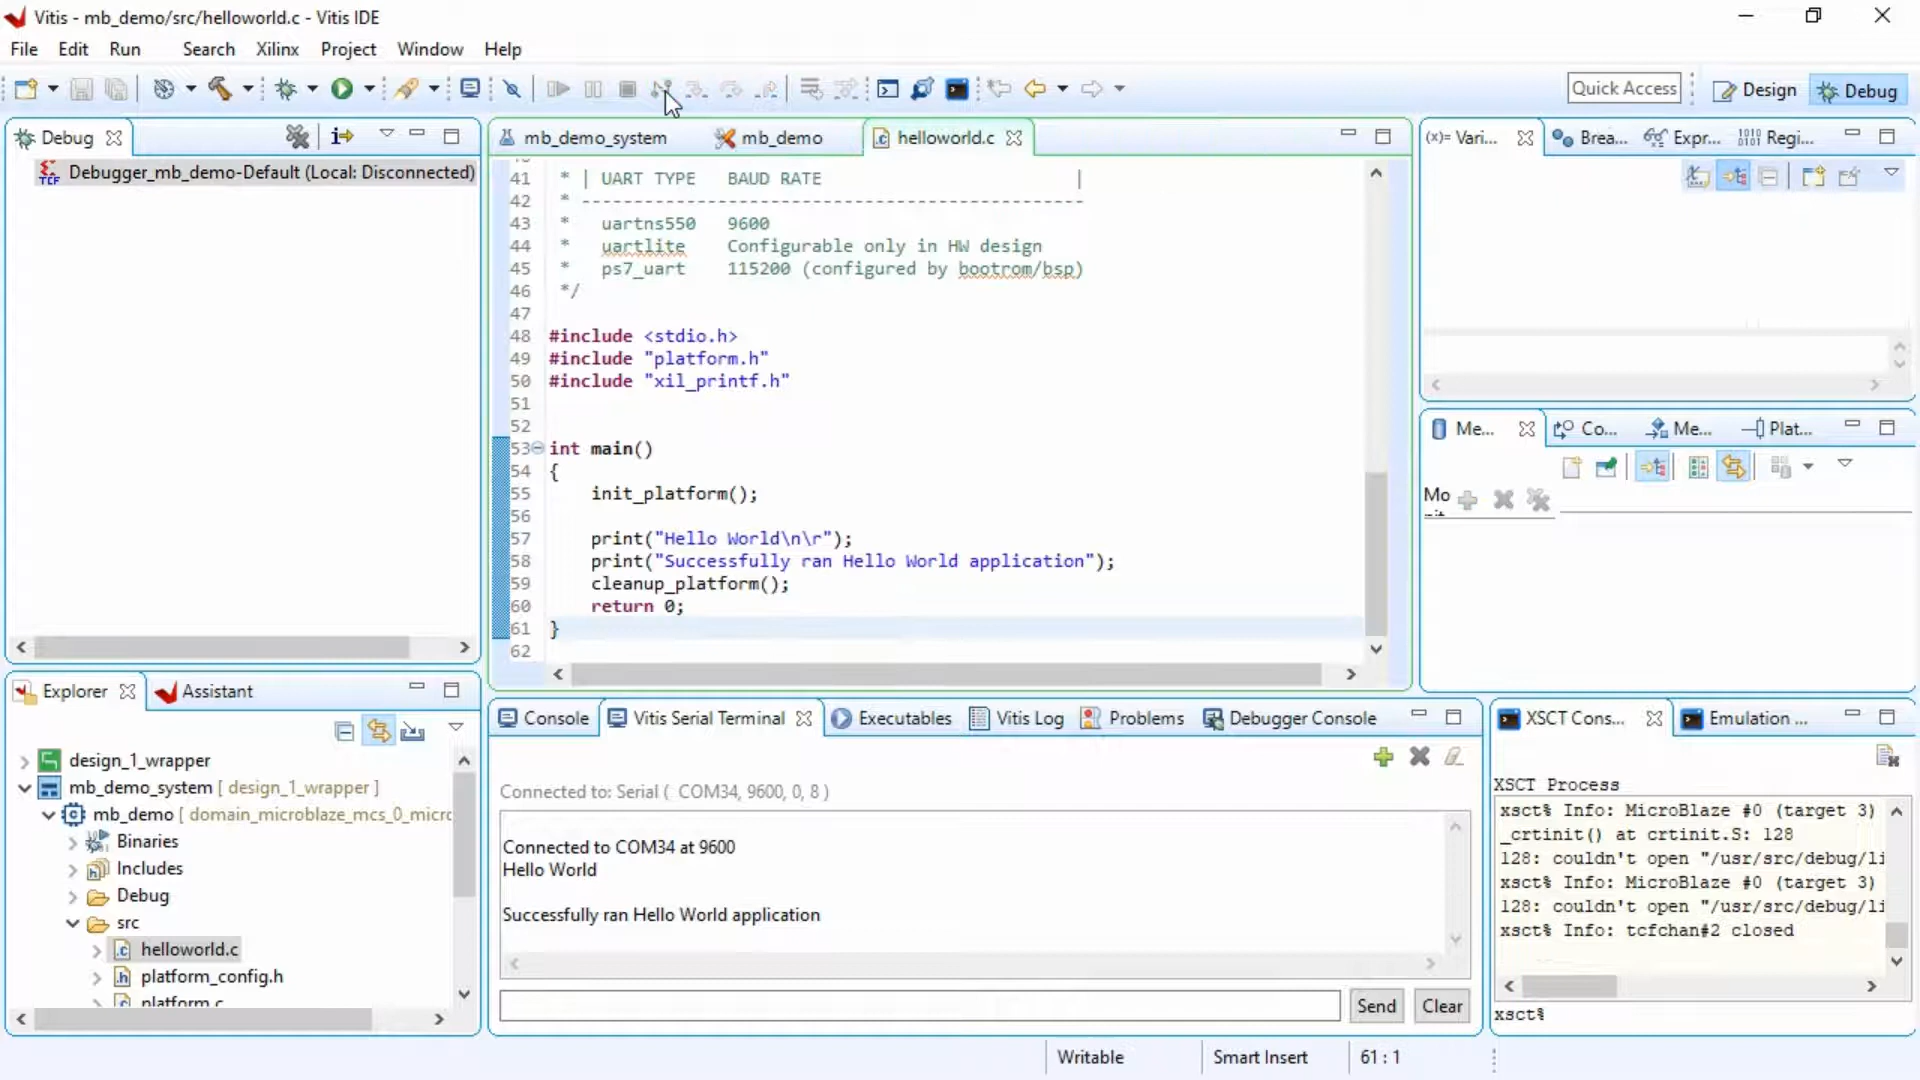 Vitis - mb_demo/src/helloworld.c - Vitis IDE
File Edit Run Search Xilinx Project Window Help
Quick Access Design Debug
Debug
Debugger_mb_demo-Default (Local: Disconnected)
mb_demo_system mb_demo helloworld.c
41 * | UART TYPE BAUD RATE |
42 * ------------------------------------------------
43 * uartns550 9600
44 * uartlite Configurable only in HW design
45 * ps7_uart 115200 (configured by bootrom/bsp)
46 */
47
48 #include <stdio.h>
49 #include "platform.h"
50 #include "xil_printf.h"
51
52
53 int main()
54 {
55 init_platform();
56
57 print("Hello World\n\r");
58 print("Successfully ran Hello World application");
59 cleanup_platform();
60 return 0;
61 }
62
(x)= Vari... Brea... Expr... Regi...
Me... Co... Me... Plat...
Mo
Explorer Assistant
design_1_wrapper
mb_demo_system [ design_1_wrapper ]
mb_demo [ domain_microblaze_mcs_0_micrc
Binaries
Includes
Debug
src
helloworld.c
platform_config.h
platform.c
Console Vitis Serial Terminal Executables Vitis Log Problems Debugger Console
Connected to: Serial ( COM34, 9600, 0, 8 )
Connected to COM34 at 9600
Hello World
Successfully ran Hello World application
Send Clear
XSCT Cons... Emulation ...
XSCT Process
xsct% Info: MicroBlaze #0 (target 3)
_crtinit() at crtinit.S: 128
128: couldn't open "/usr/src/debug/li
xsct% Info: MicroBlaze #0 (target 3)
128: couldn't open "/usr/src/debug/li
xsct% Info: tcfchan#2 closed
xsct%
Writable Smart Insert 61 : 1